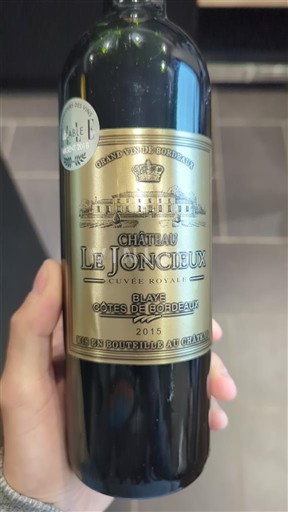 GRAND VIN DE BORDEAUX
CHÂTEAU
LE JONCIEUX
CUVÉE ROYALE
BLAYE
CÔTES DE BORDEAUX
2015
MIS EN BOUTEILLE AU CHÂTEAU